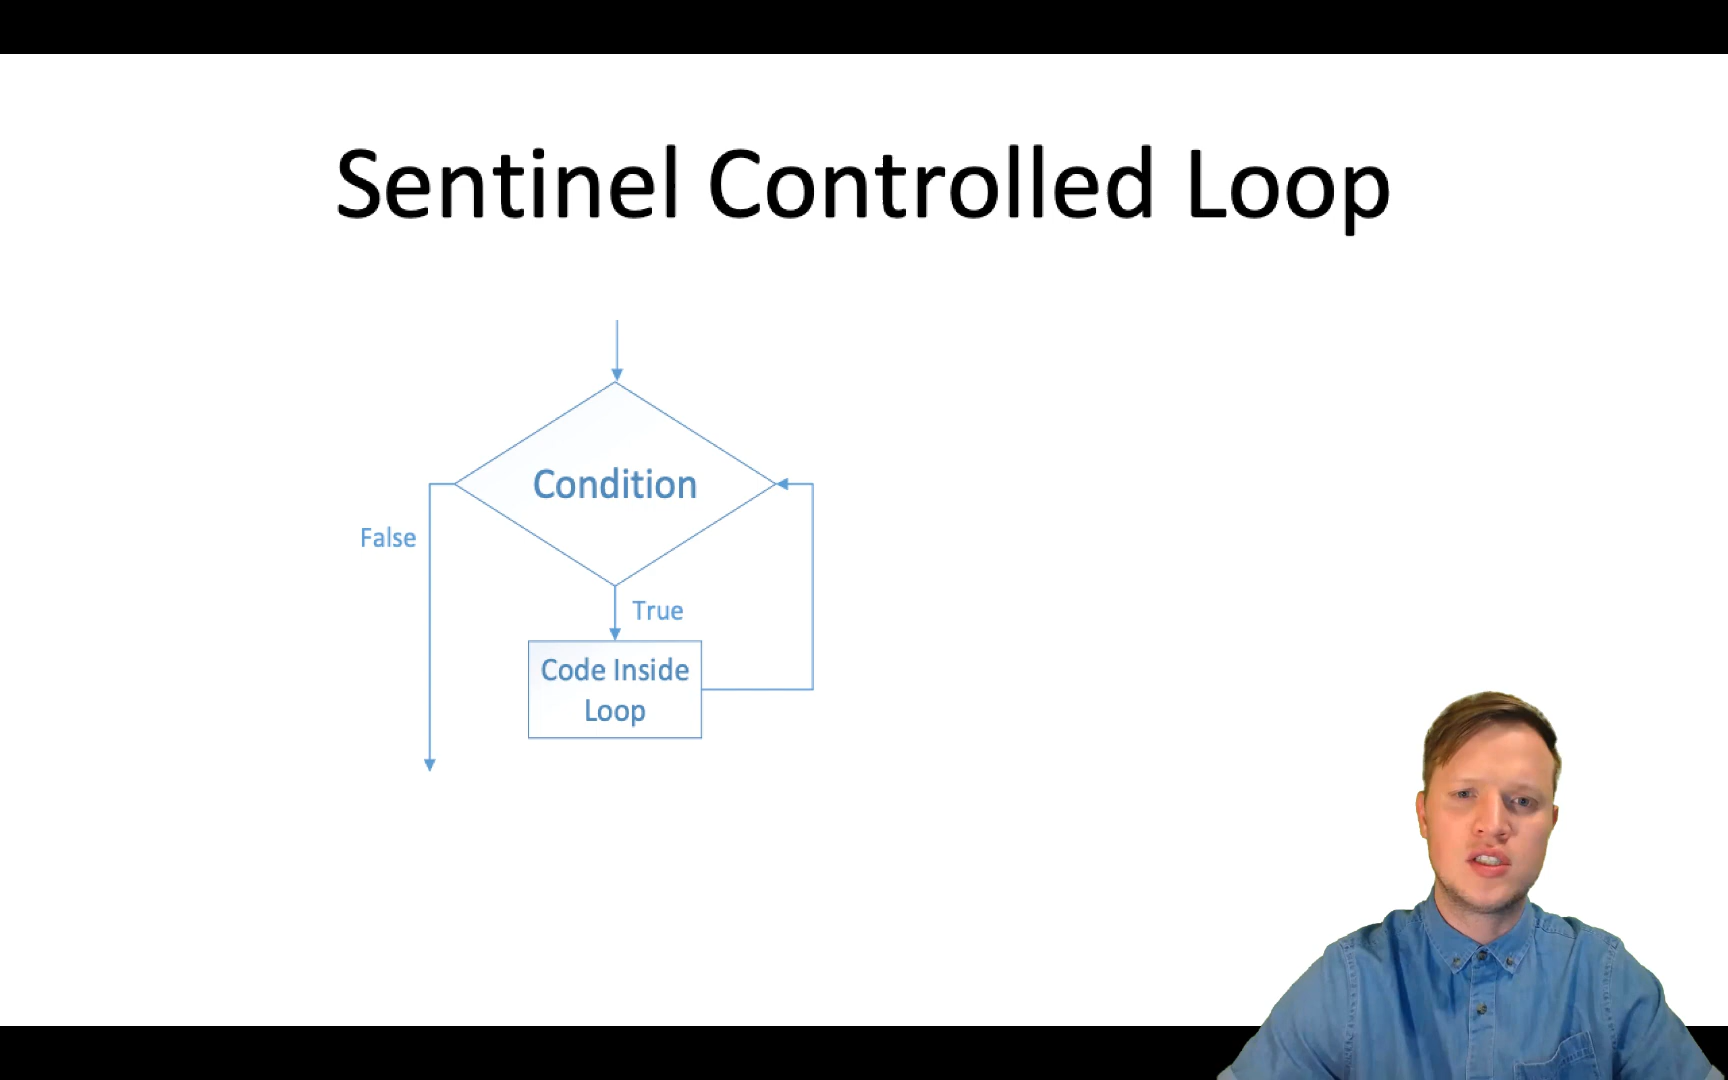 Sentinel Controlled Loop
Condition
False
True
Code Inside
Loop